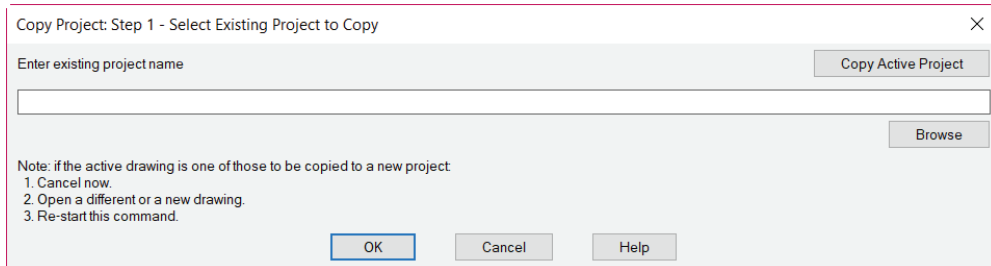 Copy Project: Step 1 - Select Existing Project to Copy
Enter existing project name
Copy Active Project
Browse
Note: if the active drawing is one of those to be copied to a new project:
1. Cancel now.
2. Open a different or a new drawing.
3. Re-start this command.
OK Cancel Help